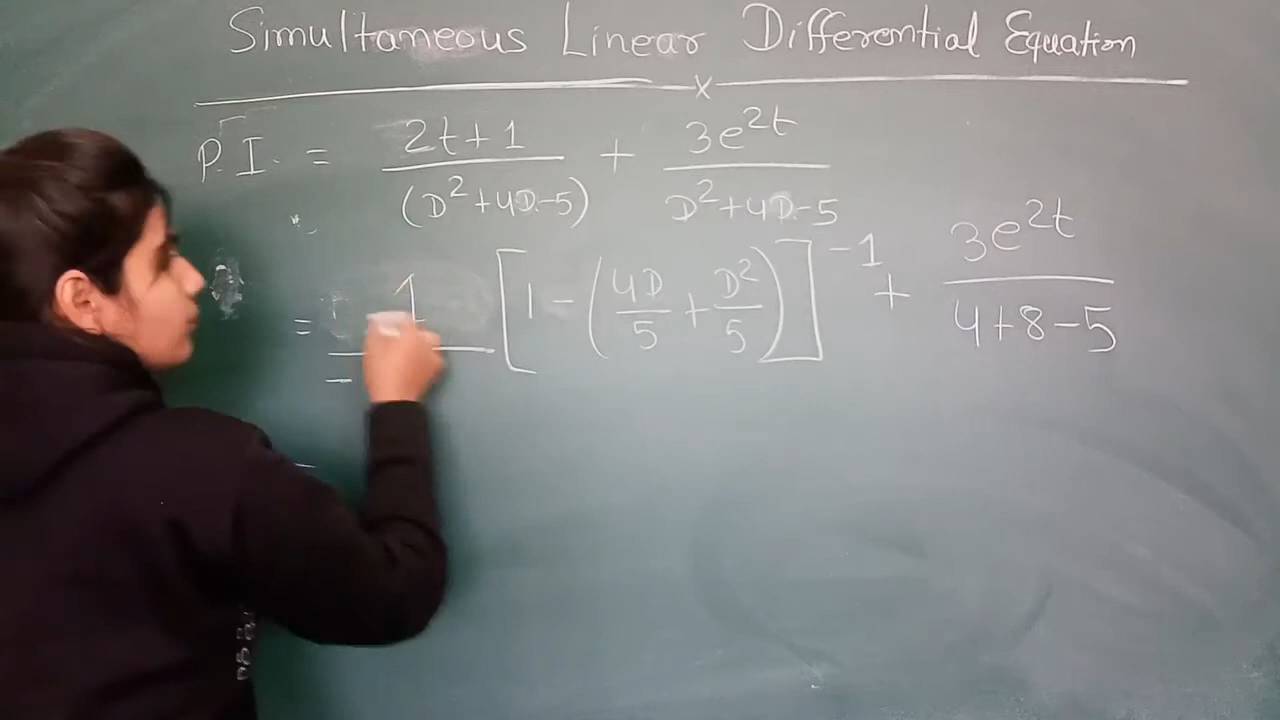 Simultaneous Linear Differential Equation
x
P.I. = 2t+1 / (D²+4D-5) + 3e^2t / D²+4D-5
= 1 / - [1 - (4D/5 + D²/5)]^-1 + 3e^2t / 4+8-5